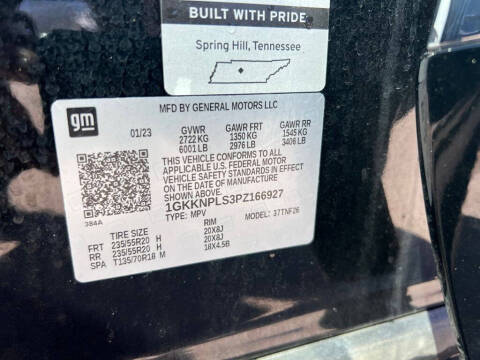 BUILT WITH PRIDE
Spring Hill, Tennessee
MFD BY GENERAL MOTORS LLC
gm
01/23 GVWR GAWR FRT GAWR RR
2722 KG 1350 KG 1545 KG
6001 LB 2976 LB 3406 LB
THIS VEHICLE CONFORMS TO ALL
APPLICABLE U.S. FEDERAL MOTOR
VEHICLE SAFETY STANDARDS IN
EFFECT ON THE DATE OF
MANUFACTURE SHOWN ABOVE.
1GKKNPLS3PZ166927
TYPE: MPV MODEL: 37TNF26
384A
TIRE SIZE RIM
FRT 235/55R20 H 20X8J
RR 235/55R20 H 20X8J
SPA T135/70R18 M 18X4.5B